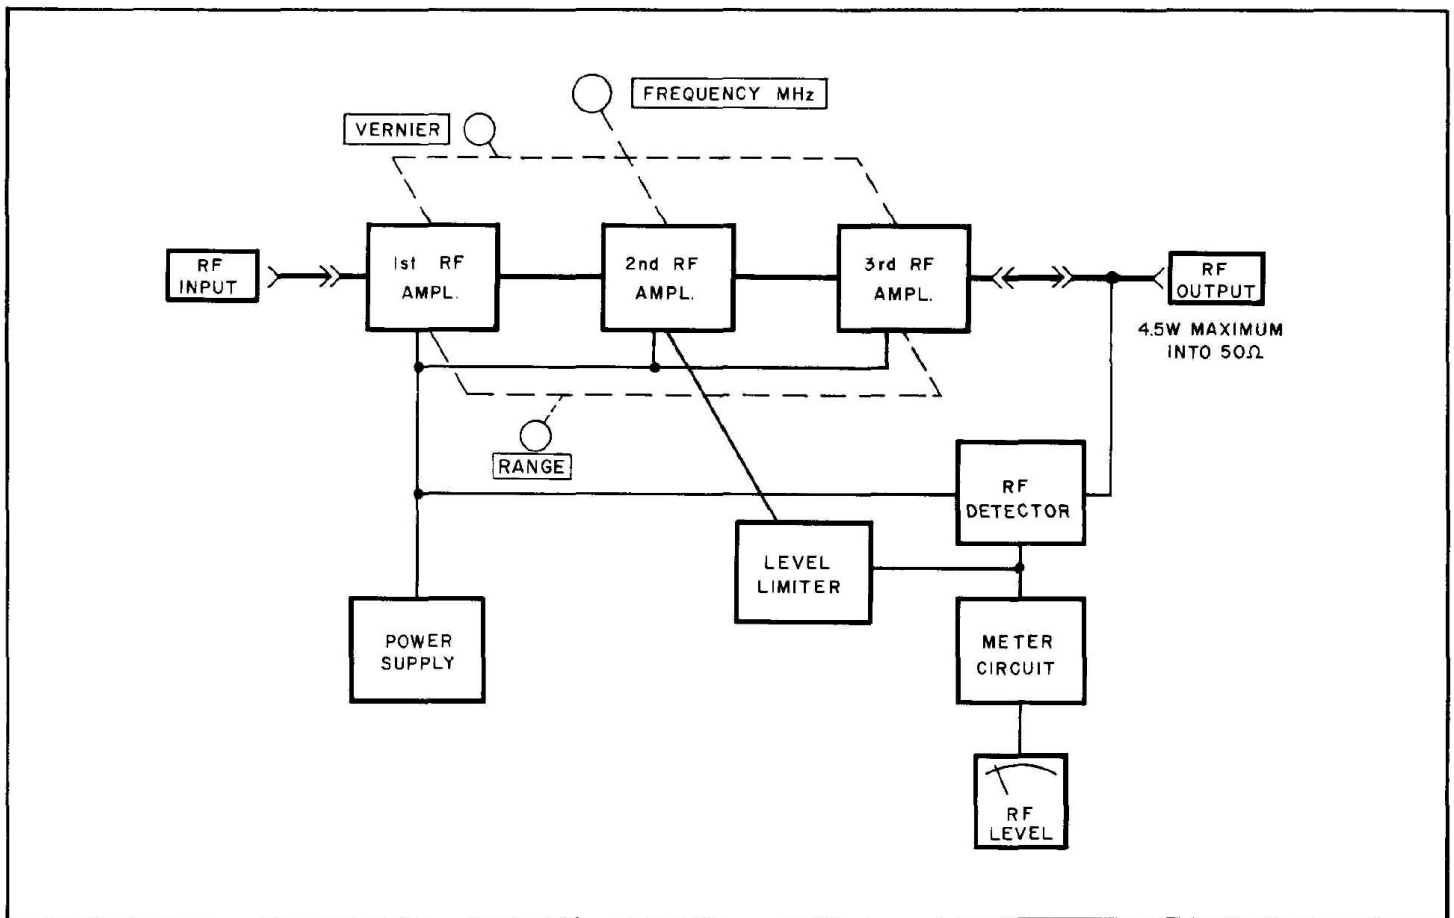 FREQUENCY MHz
VERNIER
RF
INPUT
1st RF
AMPL.
2nd RF
AMPL.
3rd RF
AMPL.
RF
OUTPUT
4.5W MAXIMUM
INTO 50Ω
RANGE
RF
DETECTOR
LEVEL
LIMITER
POWER
SUPPLY
METER
CIRCUIT
RF
LEVEL